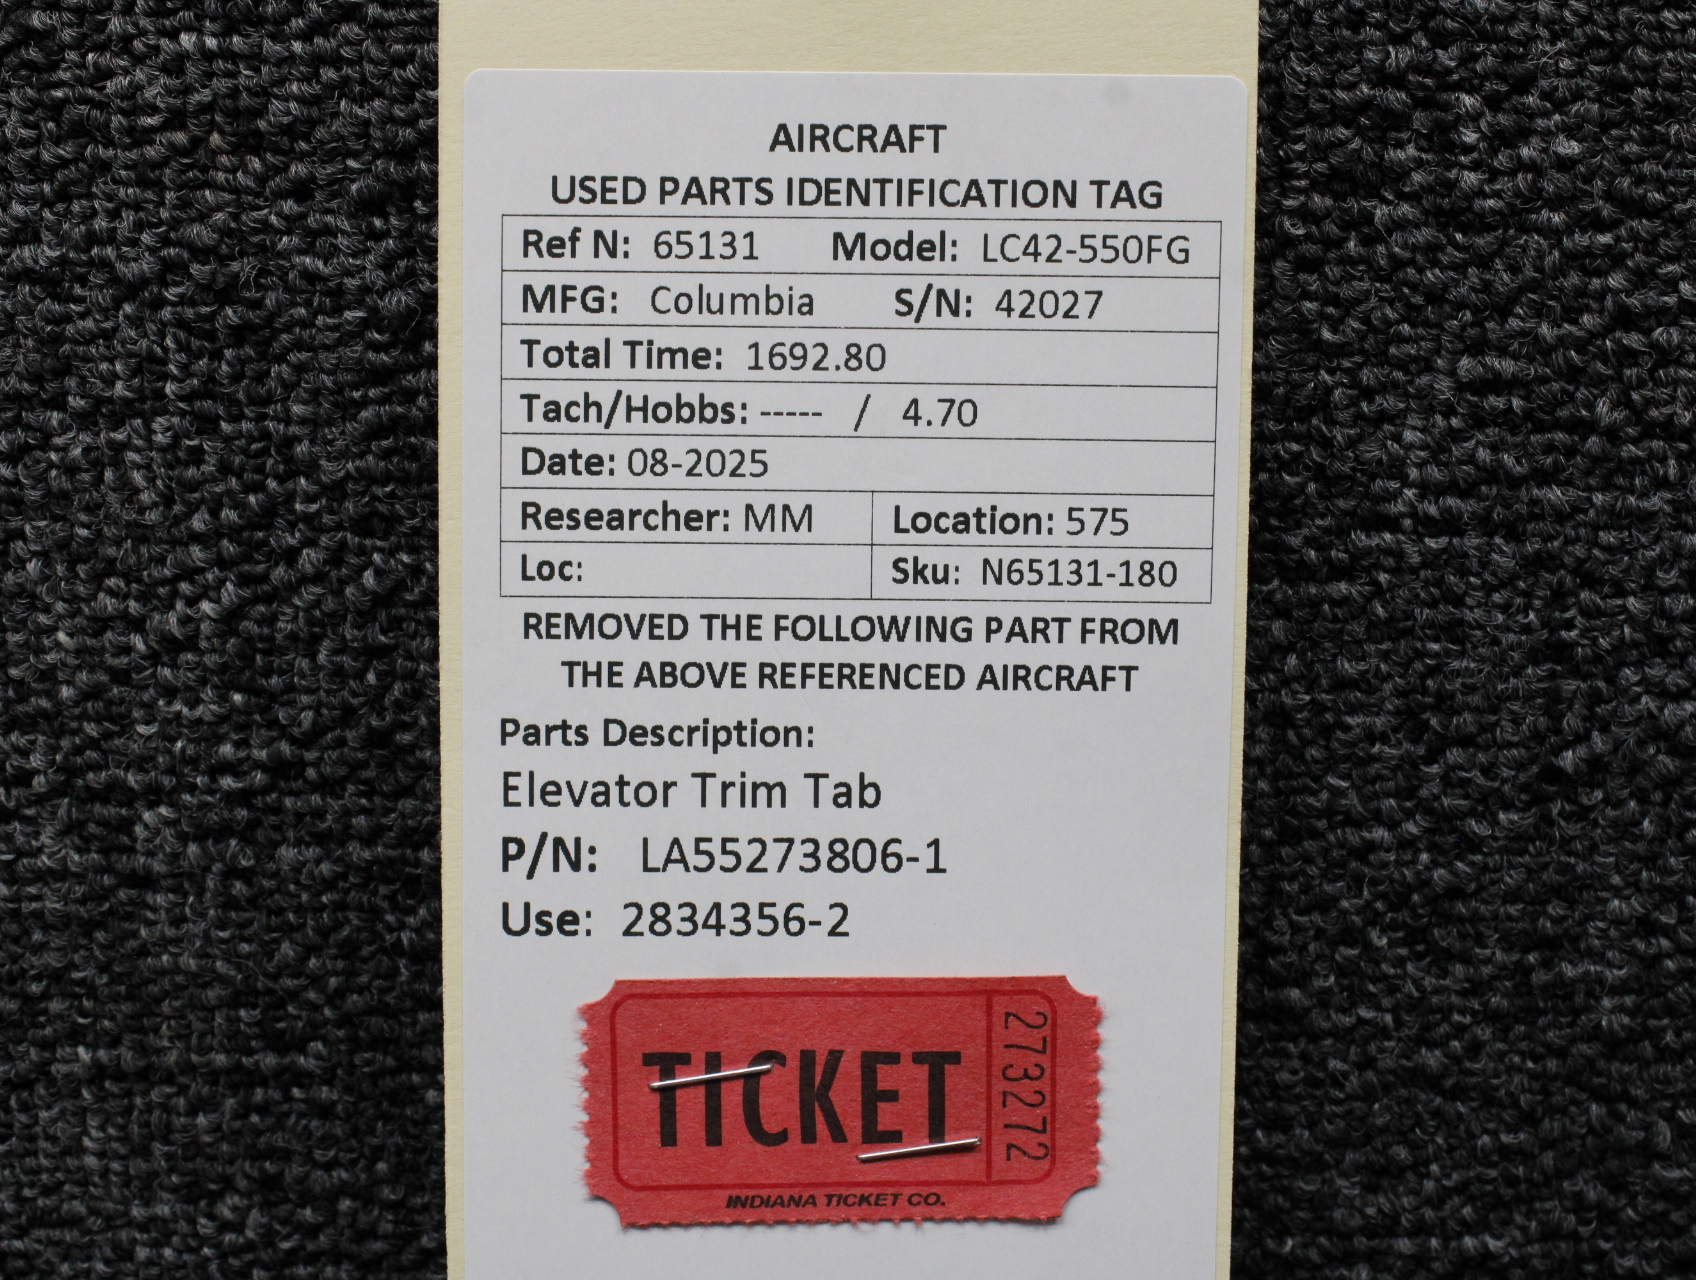 AIRCRAFT
USED PARTS IDENTIFICATION TAG
Ref N: 65131 Model: LC42-550FG
MFG: Columbia S/N: 42027
Total Time: 1692.80
Tach/Hobbs: ----- / 4.70
Date: 08-2025
Researcher: MM Location: 575
Loc: Sku: N65131-180
REMOVED THE FOLLOWING PART FROM
THE ABOVE REFERENCED AIRCRAFT
Parts Description:
Elevator Trim Tab
P/N: LA55273806-1
Use: 2834356-2
TICKET
273272
INDIANA TICKET CO.